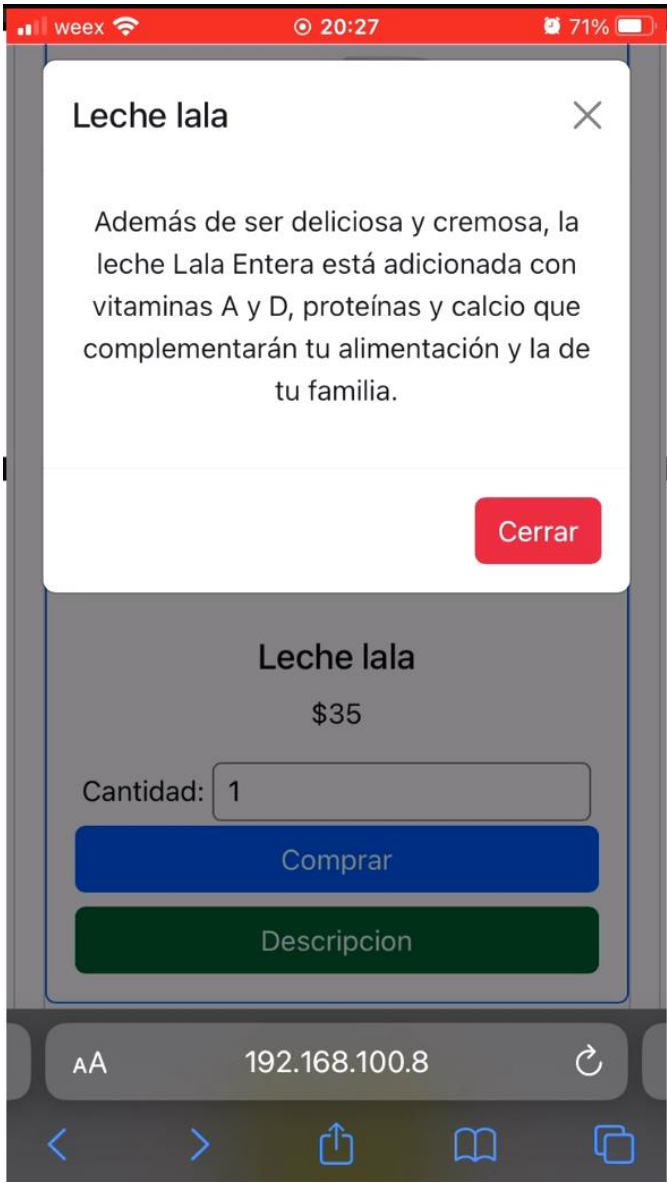 weex 20:27 71%
Leche lala
Además de ser deliciosa y cremosa, la
leche Lala Entera está adicionada con
vitaminas A y D, proteínas y calcio que
complementarán tu alimentación y la de
tu familia.
Cerrar
Leche lala
$35
Cantidad: 1
Comprar
Descripcion
AA 192.168.100.8